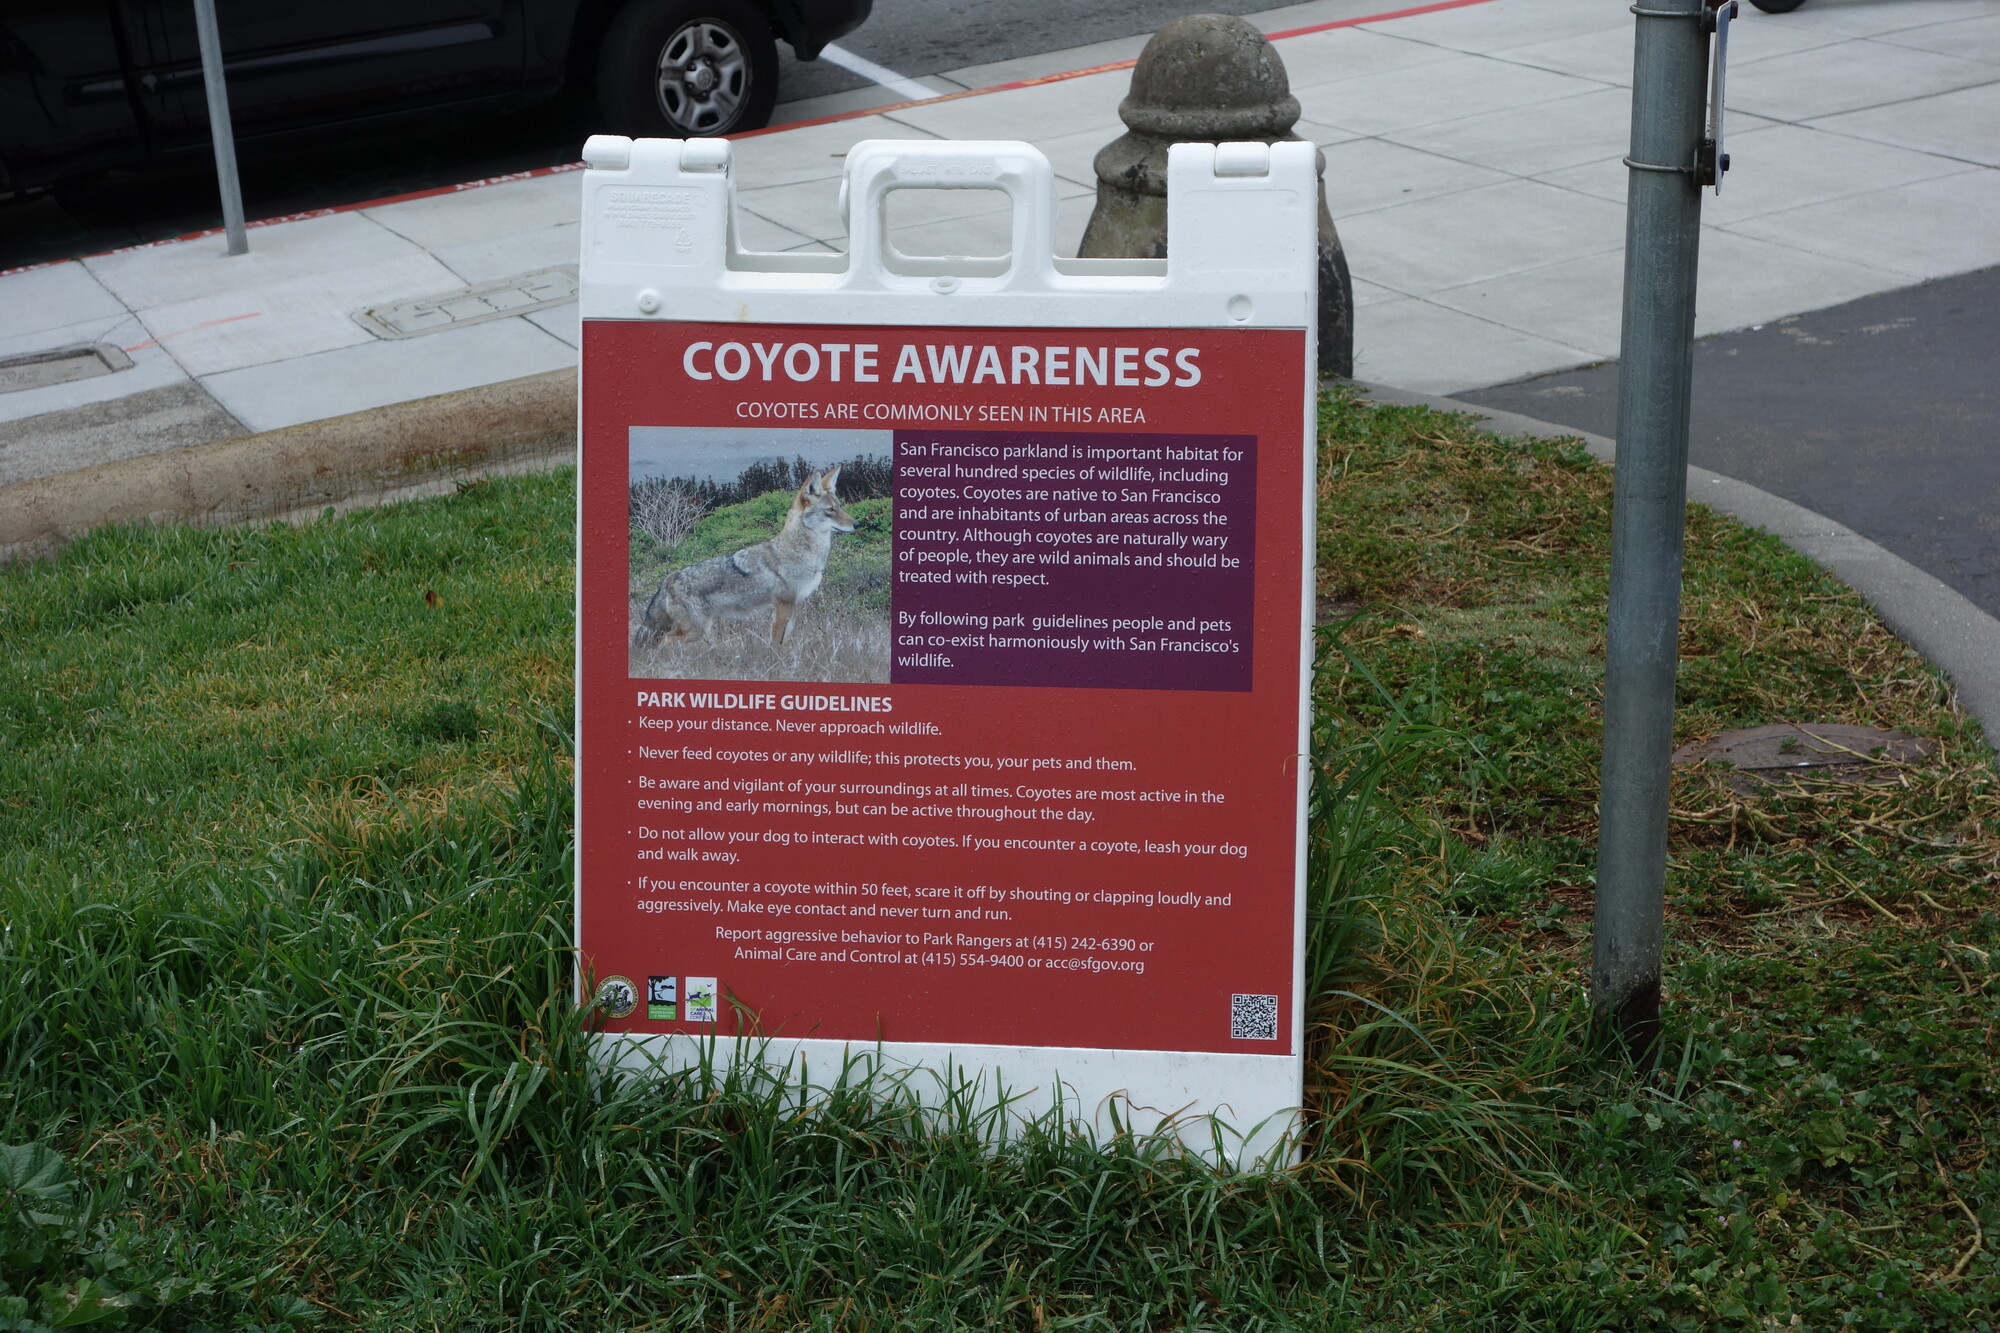 SQUARECADE
COYOTE AWARENESS
COYOTES ARE COMMONLY SEEN IN THIS AREA
San Francisco parkland is important habitat for
several hundred species of wildlife, including
coyotes. Coyotes are native to San Francisco
and are inhabitants of urban areas across the
country. Although coyotes are naturally wary
of people, they are wild animals and should be
treated with respect.
By following park guidelines people and pets
can co-exist harmoniously with San Francisco's
wildlife.
PARK WILDLIFE GUIDELINES
· Keep your distance. Never approach wildlife.
· Never feed coyotes or any wildlife; this protects you, your pets and them.
· Be aware and vigilant of your surroundings at all times. Coyotes are most active in the
evening and early mornings, but can be active throughout the day.
· Do not allow your dog to interact with coyotes. If you encounter a coyote, leash your dog
and walk away.
· If you encounter a coyote within 50 feet, scare it off by shouting or clapping loudly and
aggressively. Make eye contact and never turn and run.
Report aggressive behavior to Park Rangers at (415) 242-6390 or
Animal Care and Control at (415) 554-9400 or acc@sfgov.org